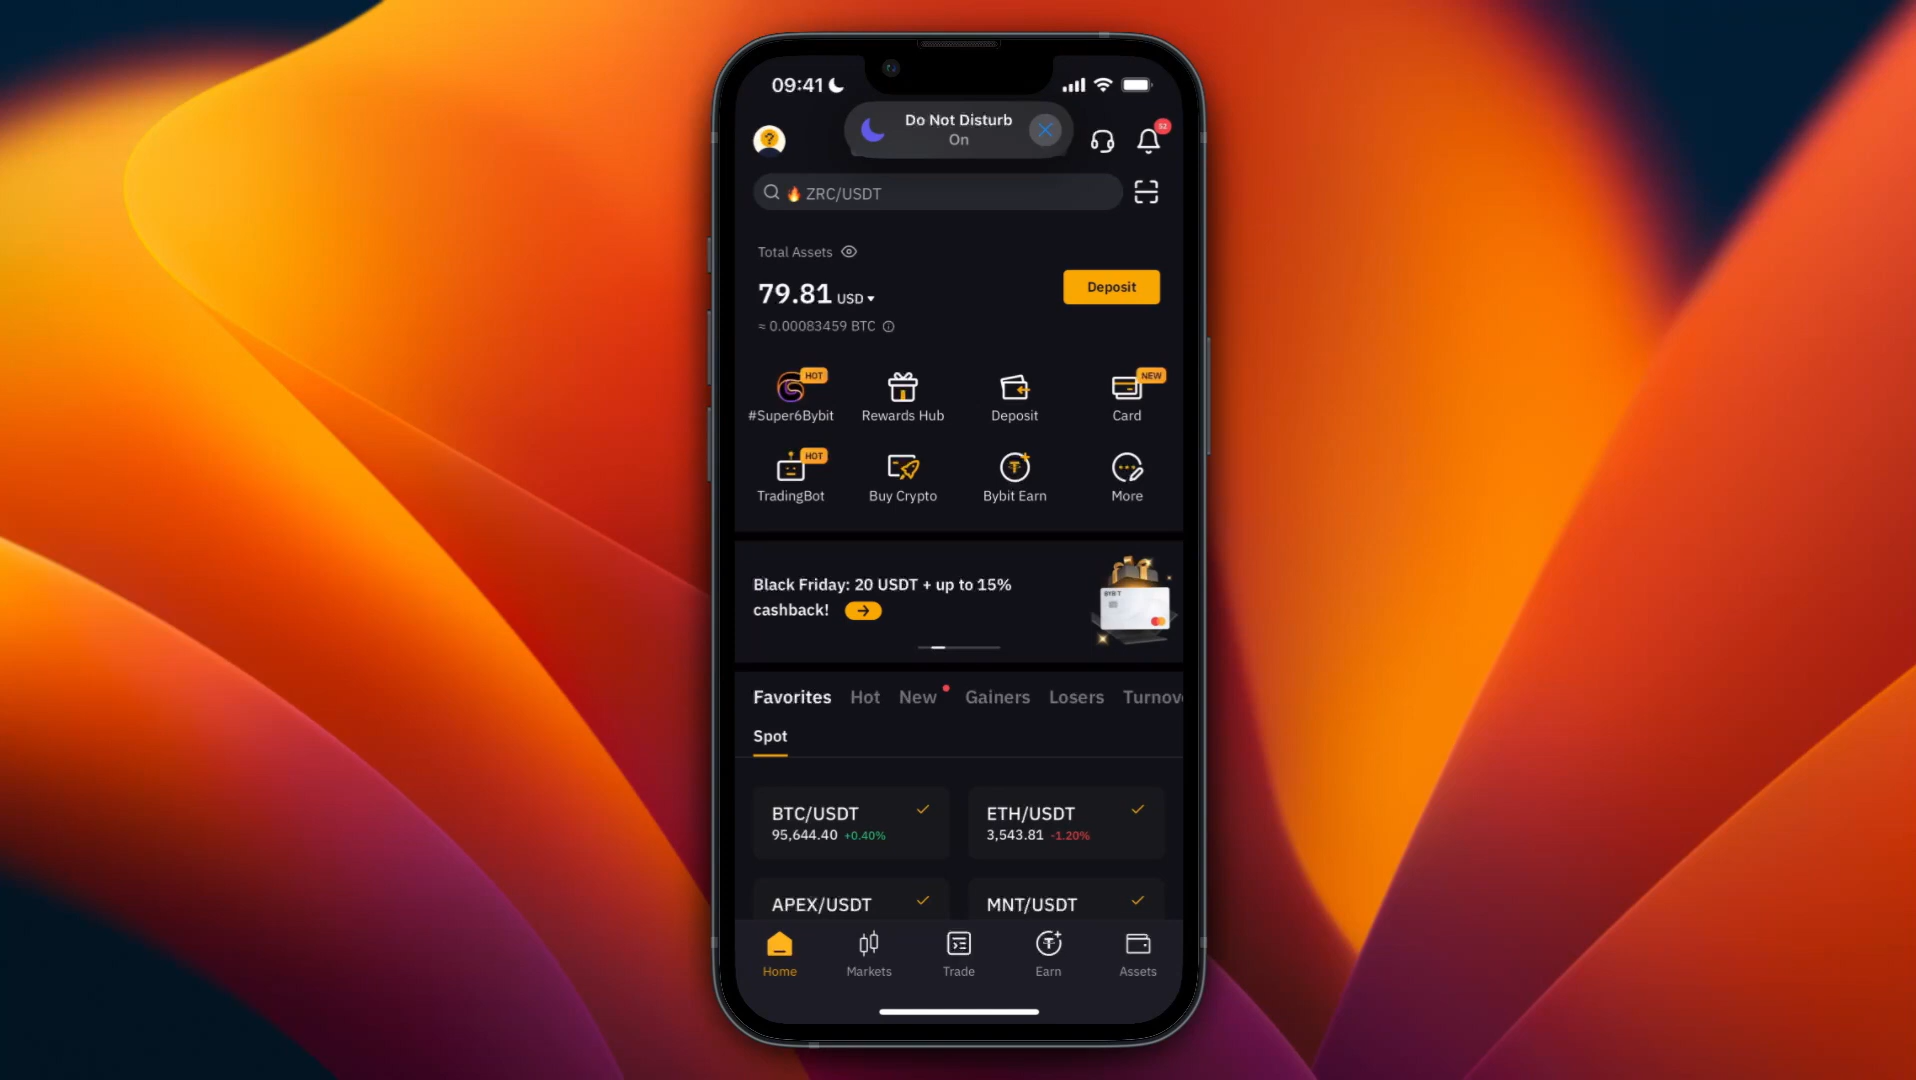 09:41
Do Not Disturb
On
52
ZRC/USDT
Total Assets
79.81 USD
Deposit
≈ 0.00083459 BTC
HOT
NEW
#Super6Bybit
Rewards Hub
Deposit
Card
HOT
TradingBot
Buy Crypto
Bybit Earn
More
Black Friday: 20 USDT + up to 15%
cashback!
BYBIT
Favorites Hot New Gainers Losers Turnov
Spot
BTC/USDT
95,644.40 +0.40%
ETH/USDT
3,543.81 -1.20%
APEX/USDT
MNT/USDT
Home
Markets
Trade
Earn
Assets